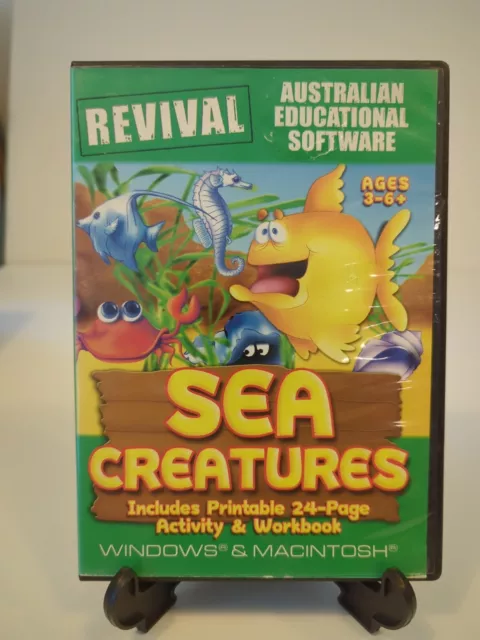 REVIVAL
AUSTRALIAN
EDUCATIONAL
SOFTWARE
AGES
3-6+
SEA
CREATURES
Includes Printable 24-Page
Activity & Workbook
WINDOWS® & MACINTOSH®